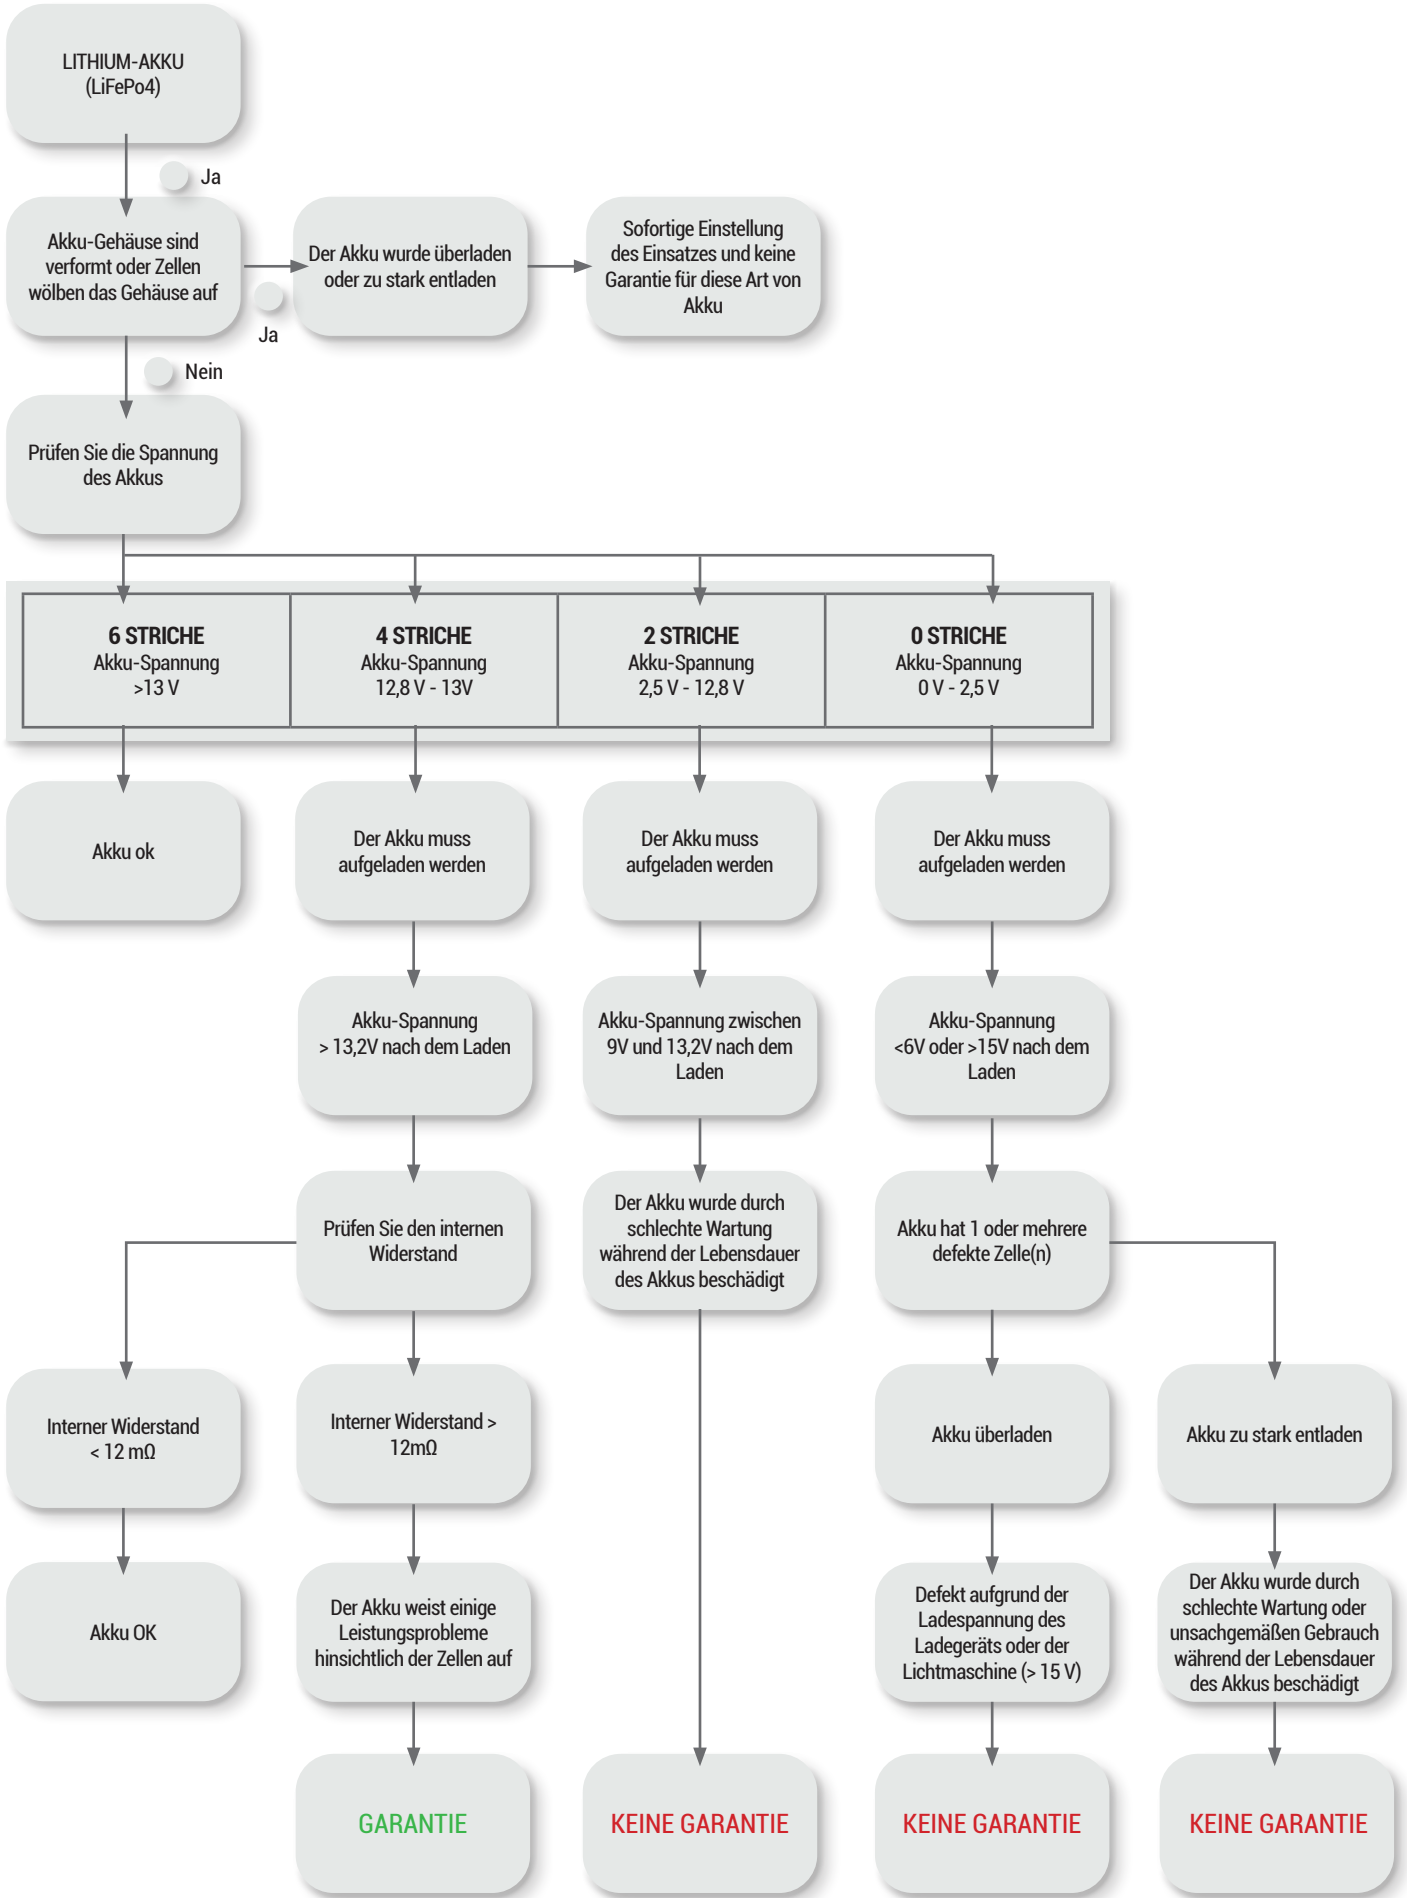 LITHIUM-AKKU
(LiFePo4)
Ja
Akku-Gehäuse sind
verformt oder Zellen
wölben das Gehäuse auf
Der Akku wurde überladen
oder zu stark entladen
Sofortige Einstellung
des Einsatzes und keine
Garantie für diese Art von
Akku
Ja
Nein
Prüfen Sie die Spannung
des Akkus
6 STRICHE
Akku-Spannung
>13 V
4 STRICHE
Akku-Spannung
12,8 V - 13V
2 STRICHE
Akku-Spannung
2,5 V - 12,8 V
0 STRICHE
Akku-Spannung
0 V - 2,5 V
Akku ok
Der Akku muss
aufgeladen werden
Der Akku muss
aufgeladen werden
Der Akku muss
aufgeladen werden
Akku-Spannung
> 13,2V nach dem Laden
Akku-Spannung zwischen
9V und 13,2V nach dem
Laden
Akku-Spannung
<6V oder >15V nach dem
Laden
Prüfen Sie den internen
Widerstand
Der Akku wurde durch
schlechte Wartung
während der Lebensdauer
des Akkus beschädigt
Akku hat 1 oder mehrere
defekte Zelle(n)
Interner Widerstand
< 12 mΩ
Interner Widerstand >
12mΩ
Akku überladen
Akku zu stark entladen
Akku OK
Der Akku weist einige
Leistungsprobleme
hinsichtlich der Zellen auf
Defekt aufgrund der
Ladespannung des
Ladegeräts oder der
Lichtmaschine (> 15 V)
Der Akku wurde durch
schlechte Wartung oder
unsachgemäßen Gebrauch
während der Lebensdauer
des Akkus beschädigt
GARANTIE
KEINE GARANTIE
KEINE GARANTIE
KEINE GARANTIE